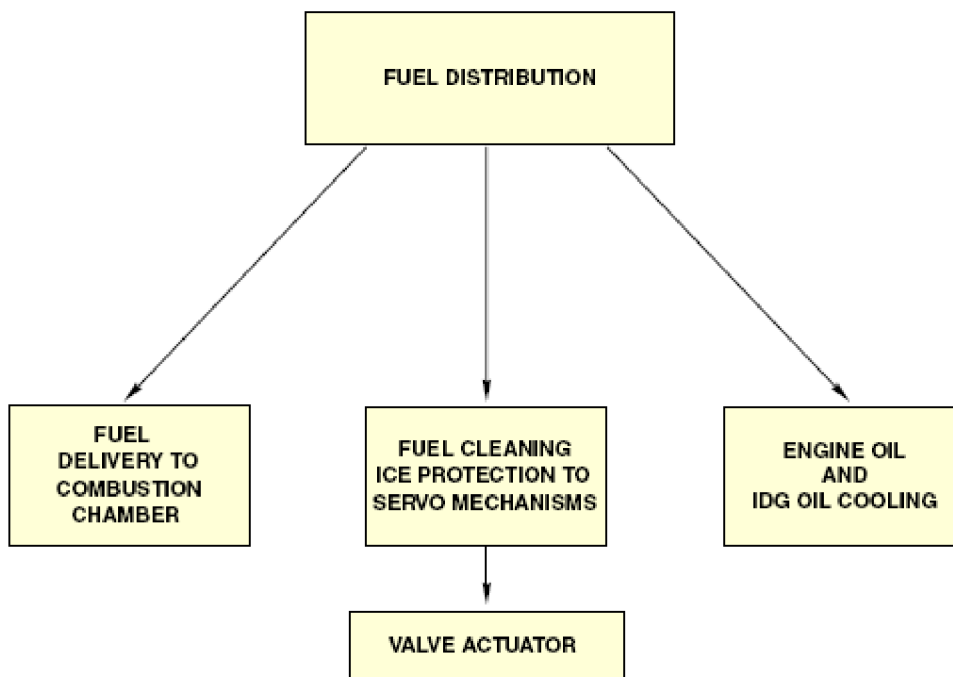 FUEL DISTRIBUTION
FUEL
DELIVERY TO
COMBUSTION
CHAMBER
FUEL CLEANING
ICE PROTECTION TO
SERVO MECHANISMS
ENGINE OIL
AND
IDG OIL COOLING
VALVE ACTUATOR